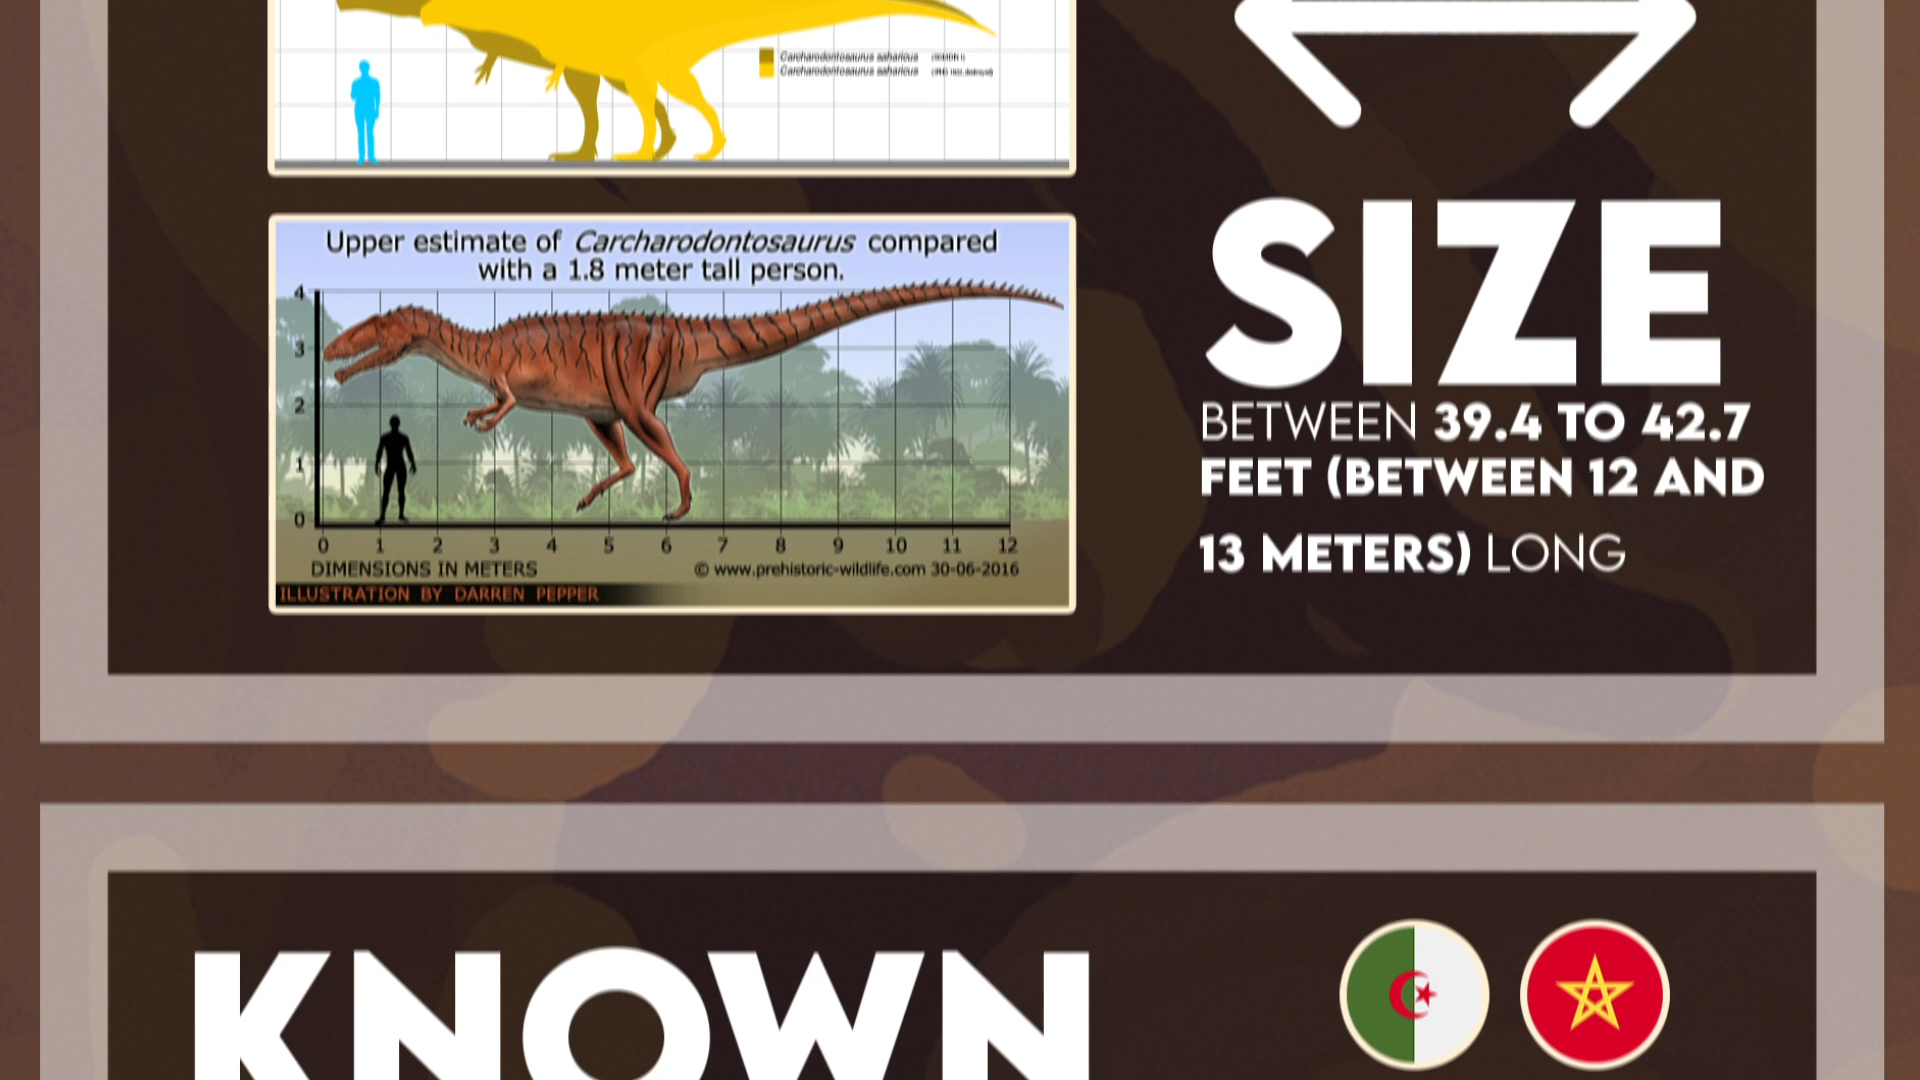 Carcharodontosaurus saharicus
Carcharodontosaurus saharicus
Upper estimate of Carcharodontosaurus compared
with a 1.8 meter tall person.
4
3
2
1
0
0 1 2 3 4 5 6 7 8 9 10 11 12
DIMENSIONS IN METERS © www.prehistoric-wildlife.com 30-06-2016
ILLUSTRATION BY DARREN PEPPER
SIZE
BETWEEN 39.4 TO 42.7
FEET (BETWEEN 12 AND
13 METERS) LONG
KNOWN